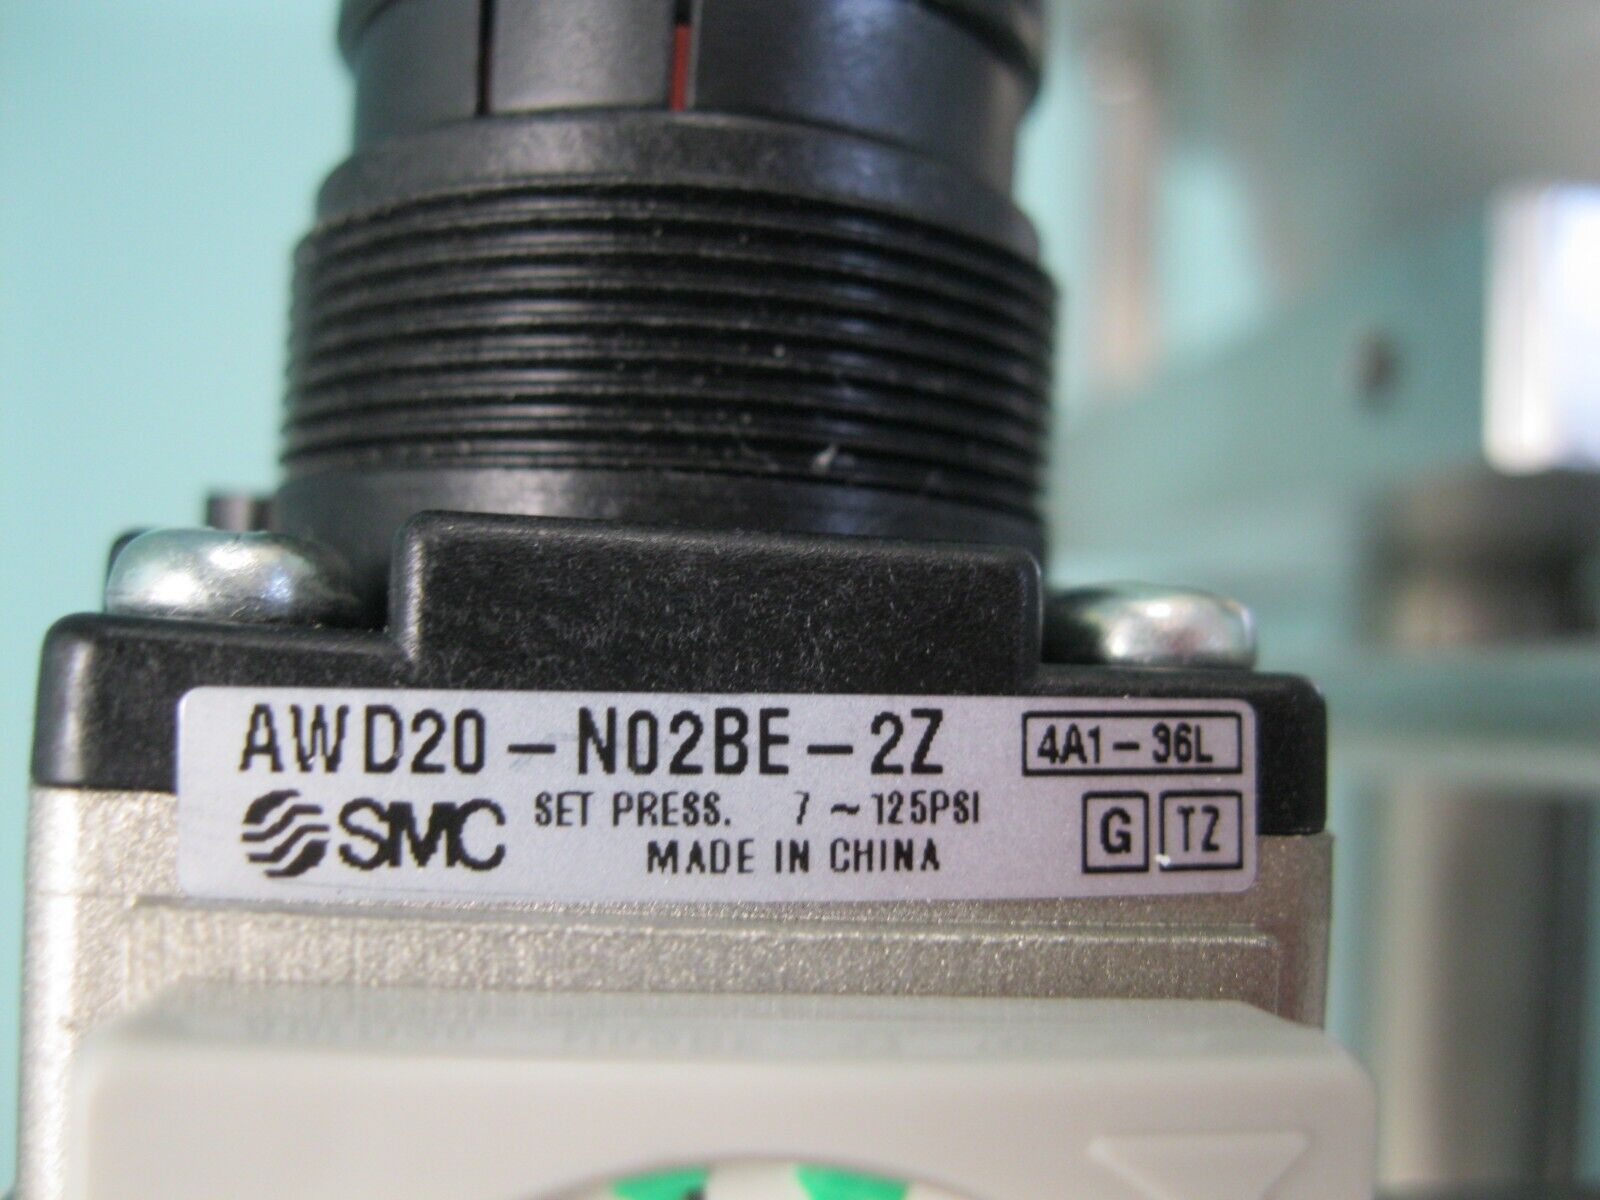 AWD20-N02BE-2Z 4A1-36L
SMC SET PRESS. 7~125PSI G TZ
MADE IN CHINA